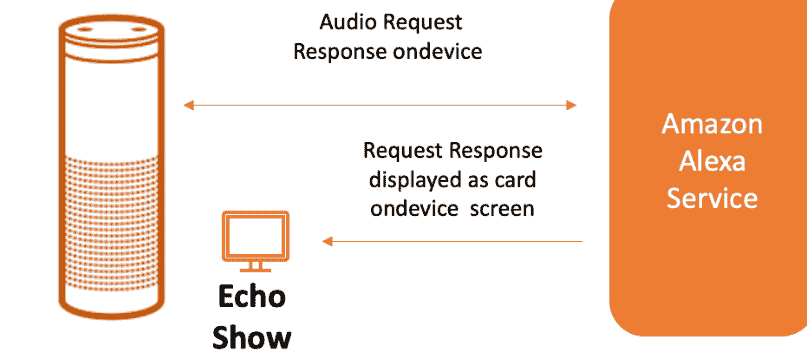 Audio Request
Response ondevice
Request Response
displayed as card
ondevice screen
Amazon
Alexa
Service
Echo
Show